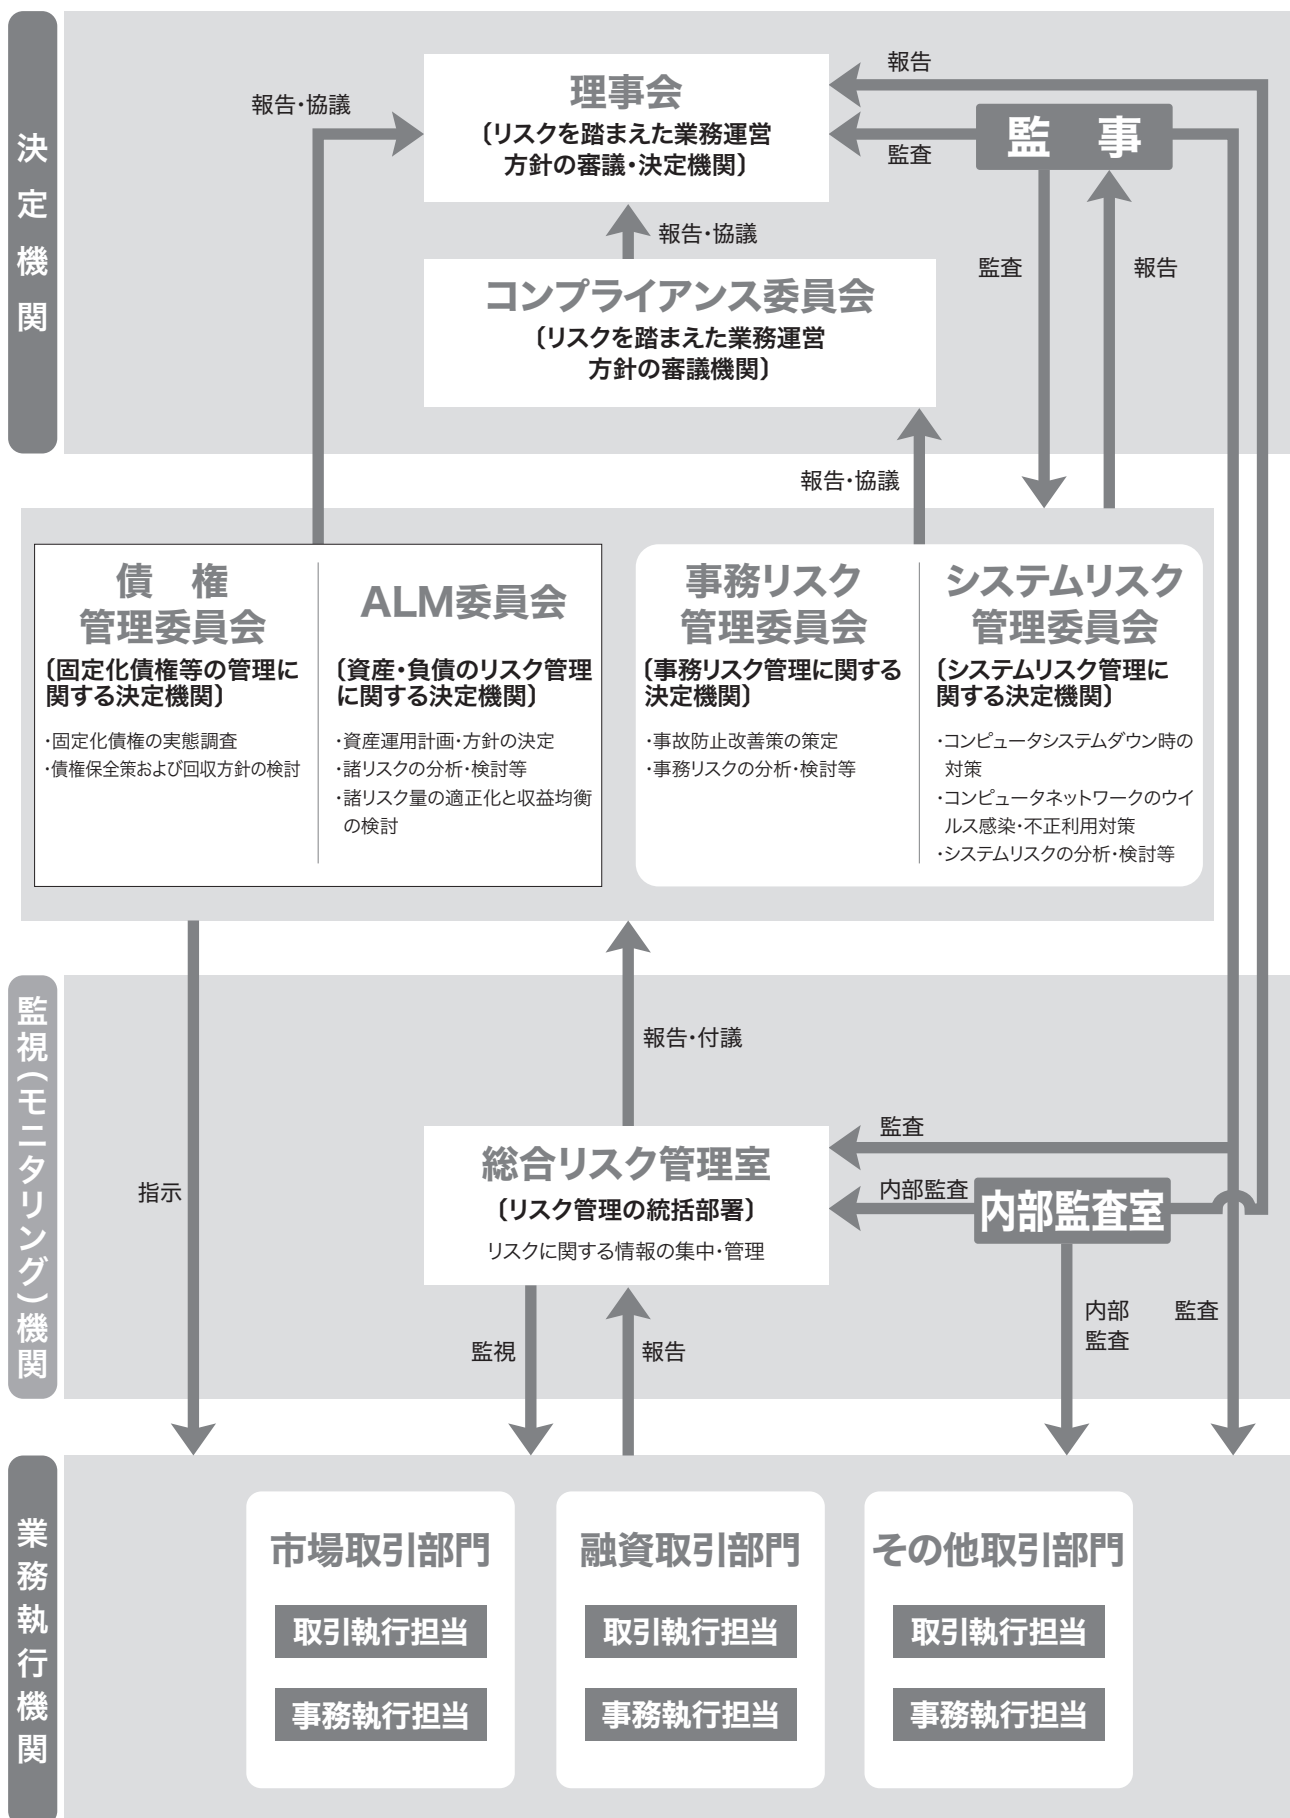 決定機関
理事会
〔リスクを踏まえた業務運営
方針の審議・決定機関〕
報告・協議
報告
監査
監　事
報告・協議
監査
報告
コンプライアンス委員会
〔リスクを踏まえた業務運営
方針の審議機関〕
報告・協議
債　権
管理委員会
〔固定化債権等の管理に
関する決定機関〕
・固定化債権の実態調査
・債権保全策および回収方針の検討
ALM委員会
〔資産・負債のリスク管理
に関する決定機関〕
・資産運用計画・方針の決定
・諸リスクの分析・検討等
・諸リスク量の適正化と収益均衡
の検討
事務リスク
管理委員会
〔事務リスク管理に関する
決定機関〕
・事故防止改善策の策定
・事務リスクの分析・検討等
システムリスク
管理委員会
〔システムリスク管理に
関する決定機関〕
・コンピュータシステムダウン時の
対策
・コンピュータネットワークのウイ
ルス感染・不正利用対策
・システムリスクの分析・検討等
監視（モニタリング）機関
報告・付議
指示
総合リスク管理室
〔リスク管理の統括部署〕
リスクに関する情報の集中・管理
監査
内部監査
内部監査室
監視
報告
内部
監査
監査
業務執行機関
市場取引部門
取引執行担当
事務執行担当
融資取引部門
取引執行担当
事務執行担当
その他取引部門
取引執行担当
事務執行担当